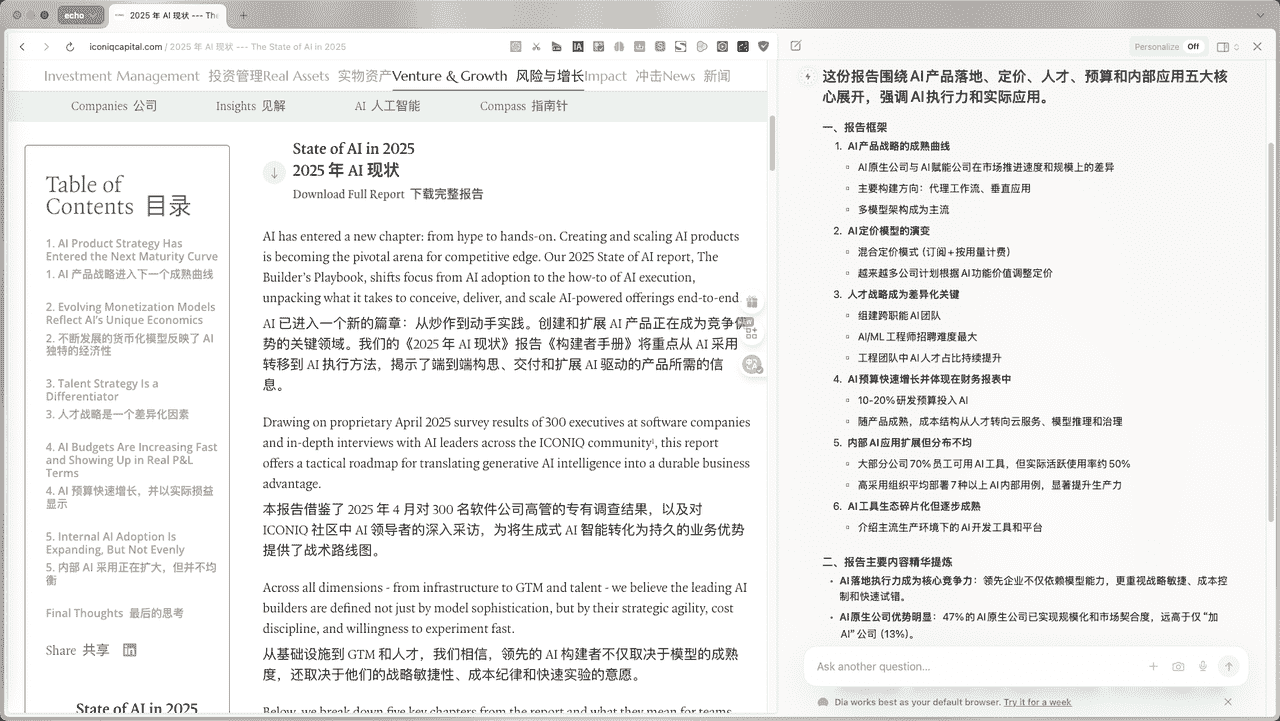 echo
2025 年 AI 现状 --- The
iconiqcapital.com / 2025 年 AI 现状 --- The State of AI in 2025
Investment Management 投资管理Real Assets 实物资产Venture & Growth 风险与增长Impact 冲击News 新闻
Companies 公司 Insights 见解 AI 人工智能 Compass 指南针
Table of
Contents 目录
1. AI Product Strategy Has
Entered the Next Maturity Curve
1. AI 产品战略进入下一个成熟曲线
2. Evolving Monetization Models
Reflect AI's Unique Economics
2. 不断发展的货币化模型反映了 AI
独特的经济性
3. Talent Strategy Is a
Differentiator
3. 人才战略是一个差异化因素
4. AI Budgets Are Increasing Fast
and Showing Up in Real P&L
Terms
4. AI 预算快速增长，并以实际损益
显示
5. Internal AI Adoption Is
Expanding, But Not Evenly
5. 内部 AI 采用正在扩大，但并不均
衡
Final Thoughts 最后的思考
Share 共享 in
State of AI in 2025
State of AI in 2025
2025 年 AI 现状
Download Full Report 下载完整报告
AI has entered a new chapter: from hype to hands-on. Creating and scaling AI products
is becoming the pivotal arena for competitive edge. Our 2025 State of AI report, The
Builder's Playbook, shifts focus from AI adoption to the how-to of AI execution,
unpacking what it takes to conceive, deliver, and scale AI-powered offerings end-to-end
AI 已进入一个新的篇章：从炒作到动手实践。创建和扩展 AI 产品正在成为竞争优
势的关键领域。我们的《2025 年 AI 现状》报告《构建者手册》将重点从 AI 采用
转移到 AI 执行方法，揭示了端到端构思、交付和扩展 AI 驱动的产品所需的信
息。
Drawing on proprietary April 2025 survey results of 300 executives at software companies
and in-depth interviews with AI leaders across the ICONIQ community¹, this report
offers a tactical roadmap for translating generative AI intelligence into a durable business
advantage.
本报告借鉴了 2025 年 4 月对 300 名软件公司高管的专有调查结果，以及对
ICONIQ 社区中 AI 领导者的深入采访，为将生成式 AI 智能转化为持久的业务优势
提供了战术路线图。
Across all dimensions - from infrastructure to GTM and talent - we believe the leading AI
builders are defined not just by model sophistication, but by their strategic agility, cost
discipline, and willingness to experiment fast.
从基础设施到 GTM 和人才，我们相信，领先的 AI 构建者不仅取决于模型的成熟
度，还取决于他们的战略敏捷性、成本纪律和快速实验的意愿。
Below, we break down five key chapters from the report and what they mean for teams
Personalize Off
这份报告围绕 AI 产品落地、定价、人才、预算和内部应用五大核
心展开，强调 AI 执行力和实际应用。
一、报告框架
1. AI 产品战略的成熟曲线
AI 原生公司与 AI 赋能公司在市场推进速度和规模上的差异
主要构建方向：代理工作流、垂直应用
多模型架构成为主流
2. AI 定价模型的演变
混合定价模式（订阅+按用量计费）
越来越多公司计划根据 AI 功能价值调整定价
3. 人才战略成为差异化关键
组建跨职能 AI 团队
AI/ML 工程师招聘难度最大
工程团队中 AI 人才占比持续提升
4. AI 预算快速增长并体现在财务报表中
10-20% 研发预算投入 AI
随产品成熟，成本结构从人才转向云服务、模型推理和治理
5. 内部 AI 应用扩展但分布不均
大部分公司 70% 员工可用 AI 工具，但实际活跃使用率约 50%
高采用组织平均部署 7 种以上 AI 内部用例，显著提升生产力
6. AI 工具生态碎片化但逐步成熟
介绍主流生产环境下的 AI 开发工具和平台
二、报告主要内容精华提炼
• AI 落地执行力成为核心竞争力：领先企业不仅依赖模型能力，更重视战略敏捷、成本控
制和快速试错。
• AI 原生公司优势明显：47% 的 AI 原生公司已实现规模化和市场契合度，远高于仅“加
AI”公司（13%）。
Ask another question...
Dia works best as your default browser. Try it for a week